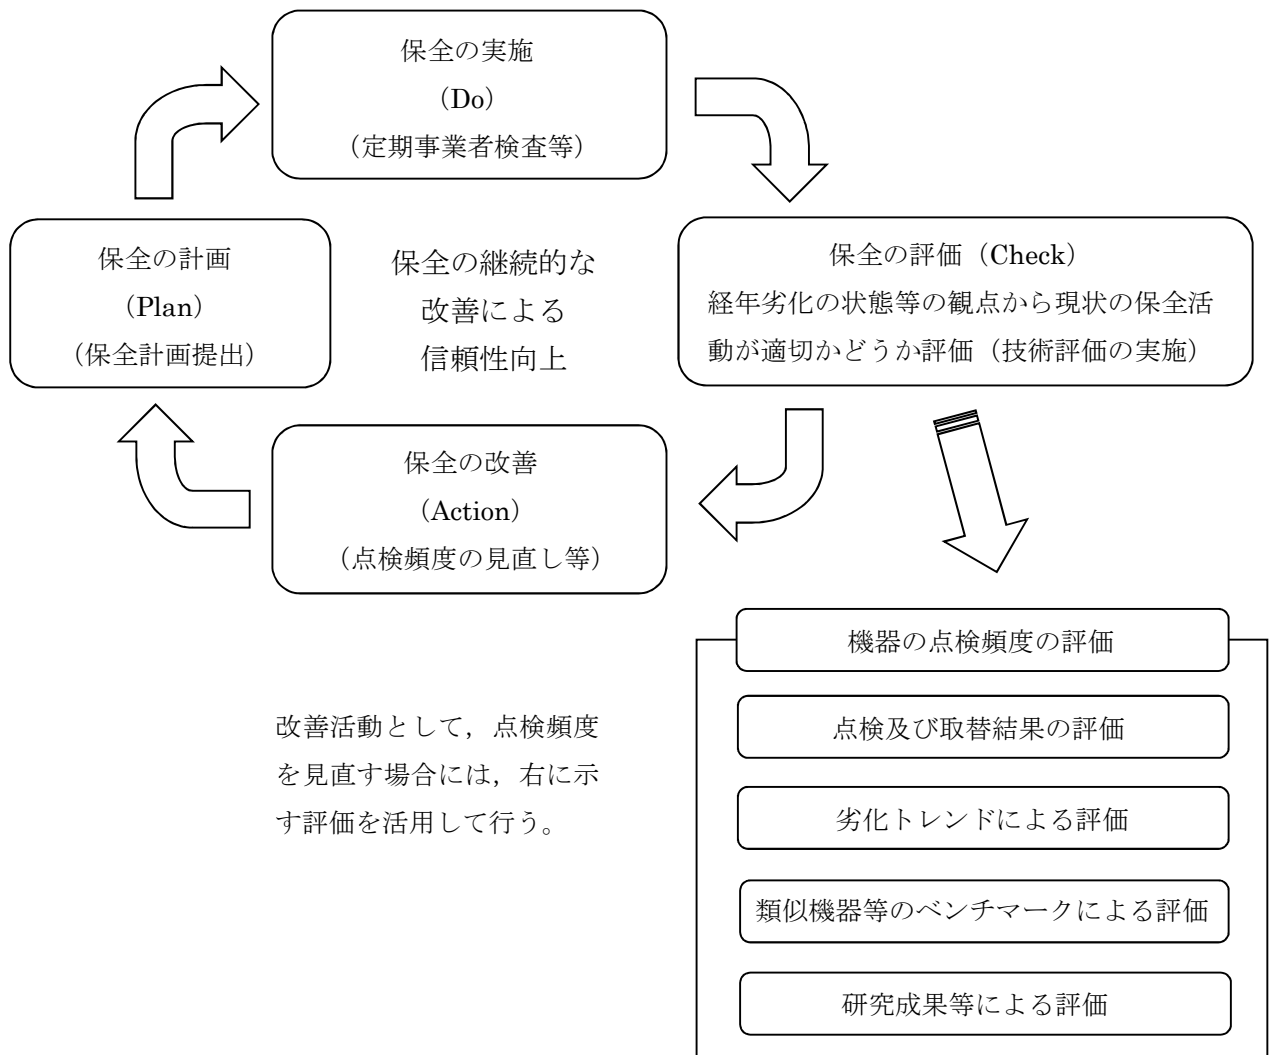 保全の実施
（Do）
（定期事業者検査等）
保全の計画
（Plan）
（保全計画提出）
保全の継続的な
改善による
信頼性向上
保全の評価（Check）
経年劣化の状態等の観点から現状の保全活
動が適切かどうか評価（技術評価の実施）
保全の改善
（Action）
（点検頻度の見直し等）
機器の点検頻度の評価
点検及び取替結果の評価
劣化トレンドによる評価
類似機器等のベンチマークによる評価
研究成果等による評価
改善活動として，点検頻度
を見直す場合には，右に示
す評価を活用して行う。